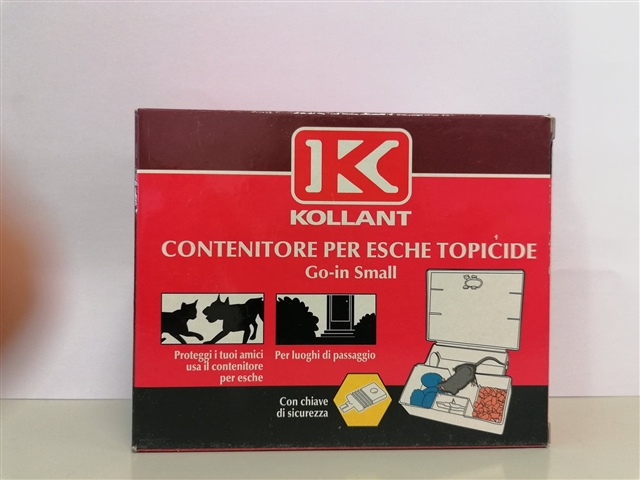 K
KOLLANT
CONTENITORE PER ESCHE TOPICIDE
Go-in Small
Proteggi i tuoi amici
usa il contenitore
per esche
Per luoghi di passaggio
Con chiave
di sicurezza